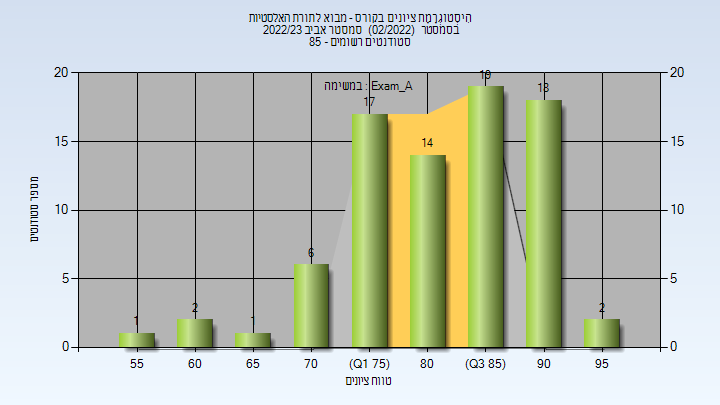 היסטוגרמת ציונים בקורס - מבוא לתורת האלסטיות
בסמסטר (02/2022) סמסטר אביב 2022/23
סטודנטים רשומים - 85
במשימה : Exam_A
20 20
15 15
10 10
5 5
0 0
מספר סטודנטים
1 2 1 6 17 14 19 18 2
55 60 65 70 (Q1 75) 80 (Q3 85) 90 95
טווח ציונים